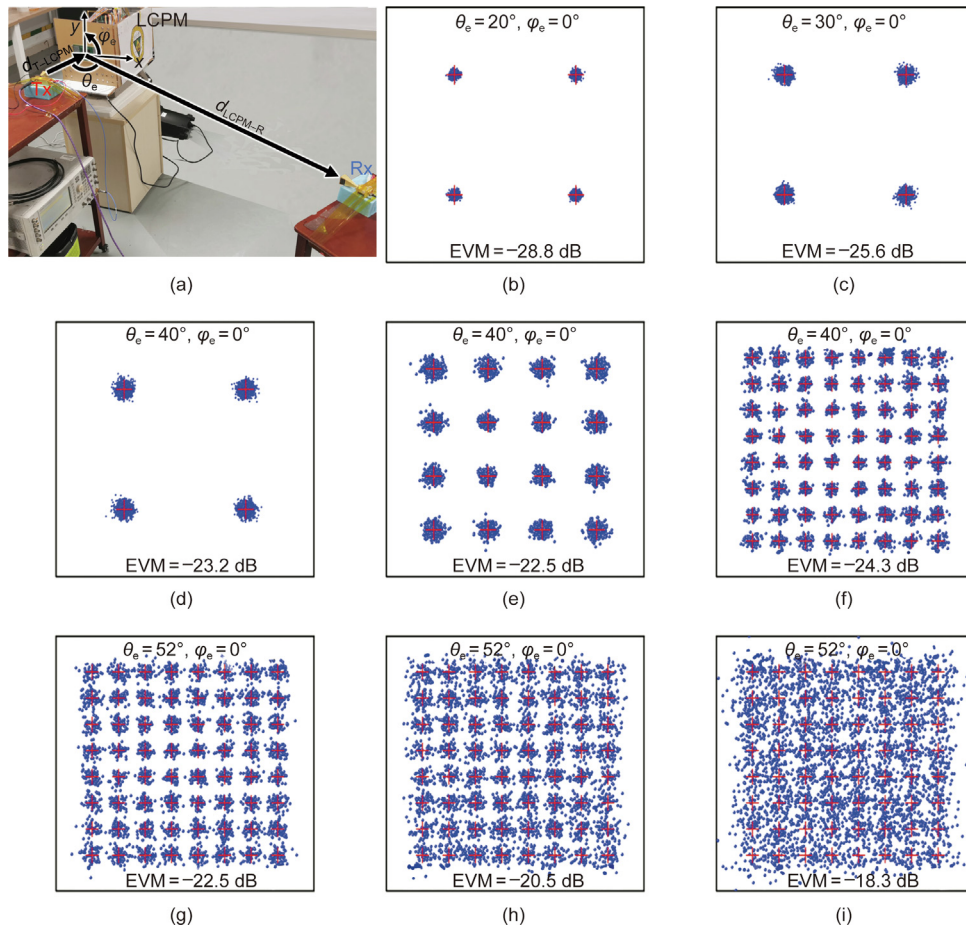 LCPM
y
φe
x
dT–LCPM
θe
Tx
dLCPM–R
Rx
(a)
θe = 20°, φe = 0°
EVM = −28.8 dB
(b)
θe = 30°, φe = 0°
EVM = −25.6 dB
(c)
θe = 40°, φe = 0°
EVM = −23.2 dB
(d)
θe = 40°, φe = 0°
EVM = −22.5 dB
(e)
θe = 40°, φe = 0°
EVM = −24.3 dB
(f)
θe = 52°, φe = 0°
EVM = −22.5 dB
(g)
θe = 52°, φe = 0°
EVM = −20.5 dB
(h)
θe = 52°, φe = 0°
EVM = −18.3 dB
(i)